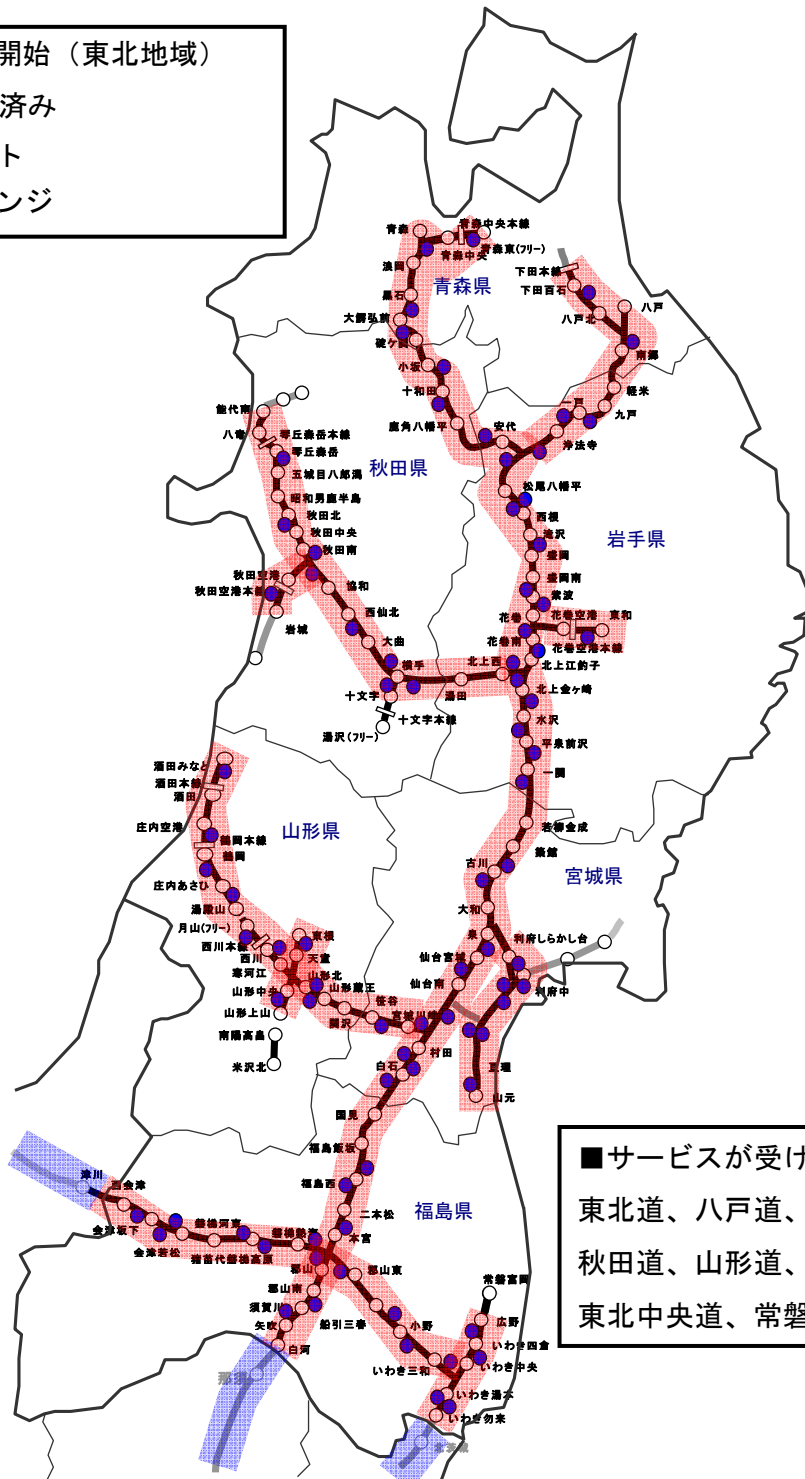 開始（東北地域）
済み
ット
ンジ
青森
青森中央本線
青森東(フリー)
青森中央
浪岡
青森県
下田本線
下田百石
八戸
黒石
大鰐弘前
八戸北
碇ヶ関
南郷
小坂
十和田
軽米
能代南
一戸
九戸
鹿角八幡平
安代
浄法寺
八竜
琴丘森岳本線
琴丘森岳
秋田県
五城目八郎潟
松尾八幡平
昭和男鹿半島
西根
秋田北
滝沢
岩手県
秋田中央
秋田南
盛岡
秋田空港
盛岡南
協和
秋田空港本線
紫波
岩城
西仙北
花巻
花巻空港
東和
大曲
花巻南
花巻空港本線
横手
北上西
北上江釣子
湯田
十文字
北上金ヶ崎
十文字本線
水沢
湯沢(フリー)
平泉前沢
酒田みなと
一関
酒田本線
酒田
庄内空港
山形県
若柳金成
鶴岡本線
鶴岡
築館
古川
宮城県
庄内あさひ
大和
湯殿山
月山(フリー)
東根
泉
利府しらかし台
西川本線
西川
天童
仙台宮城
寒河江
山形北
仙台南
山形中央
山形蔵王
利府中
笹谷
山形上山
関沢
宮城川崎
南陽高畠
村田
亘理
米沢北
白石
山元
国見
福島飯坂
■サービスが受け
津川
西会津
福島西
東北道、八戸道、
福島県
会津坂下
磐梯河東
二本松
会津若松
磐梯熱海
本宮
秋田道、山形道、
猪苗代磐梯高原
郡山
郡山東
常磐富岡
東北中央道、常磐
郡山南
須賀川
広野
矢吹
船引三春
小野
いわき四倉
白河
いわき三和
いわき中央
いわき湯本
いわき勿来